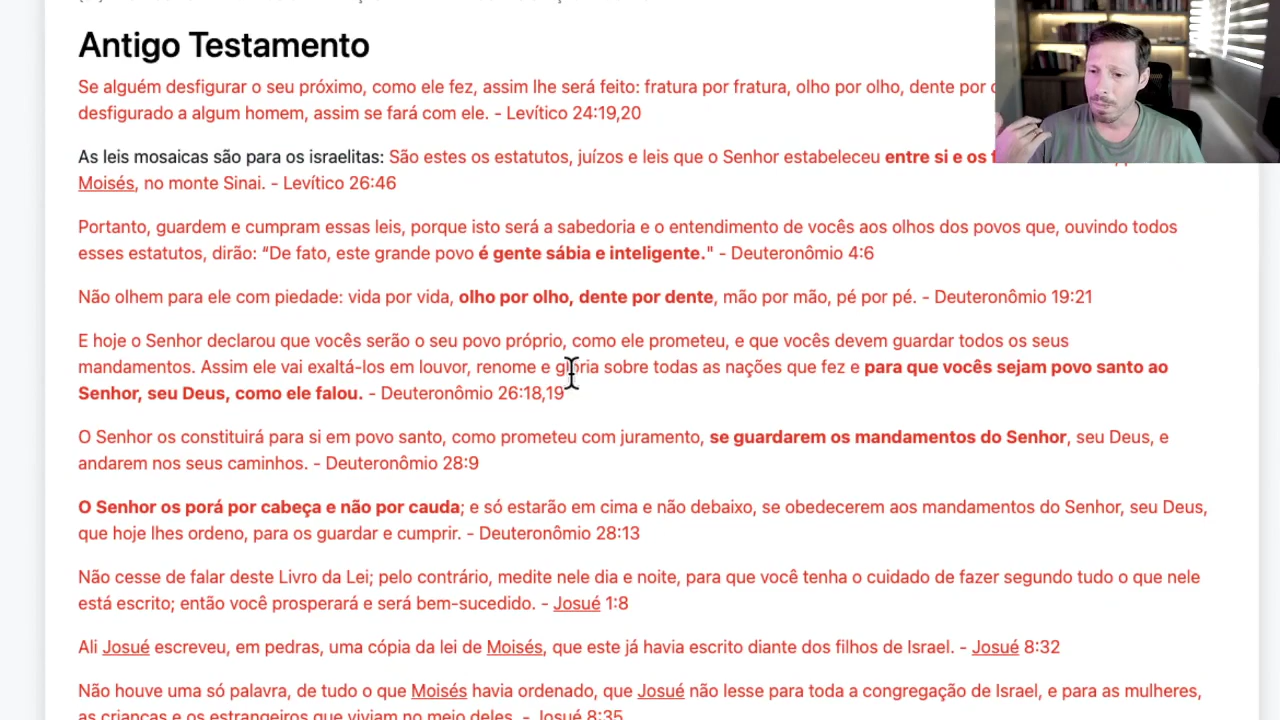 Antigo Testamento
Se alguém desfigurar o seu próximo, como ele fez, assim lhe será feito: fratura por fratura, olho por olho, dente por
desfigurado a algum homem, assim se fará com ele. - Levítico 24:19,20
As leis mosaicas são para os israelitas: São estes os estatutos, juízos e leis que o Senhor estabeleceu entre si e os
Moisés, no monte Sinai. - Levítico 26:46
Portanto, guardem e cumpram essas leis, porque isto será a sabedoria e o entendimento de vocês aos olhos dos povos que, ouvindo todos
esses estatutos, dirão: “De fato, este grande povo é gente sábia e inteligente." - Deuteronômio 4:6
Não olhem para ele com piedade: vida por vida, olho por olho, dente por dente, mão por mão, pé por pé. - Deuteronômio 19:21
E hoje o Senhor declarou que vocês serão o seu povo próprio, como ele prometeu, e que vocês devem guardar todos os seus
mandamentos. Assim ele vai exaltá-los em louvor, renome e glória sobre todas as nações que fez e para que vocês sejam povo santo ao
Senhor, seu Deus, como ele falou. - Deuteronômio 26:18,19
O Senhor os constituirá para si em povo santo, como prometeu com juramento, se guardarem os mandamentos do Senhor, seu Deus, e
andarem nos seus caminhos. - Deuteronômio 28:9
O Senhor os porá por cabeça e não por cauda; e só estarão em cima e não debaixo, se obedecerem aos mandamentos do Senhor, seu Deus,
que hoje lhes ordeno, para os guardar e cumprir. - Deuteronômio 28:13
Não cesse de falar deste Livro da Lei; pelo contrário, medite nele dia e noite, para que você tenha o cuidado de fazer segundo tudo o que nele
está escrito; então você prosperará e será bem-sucedido. - Josué 1:8
Ali Josué escreveu, em pedras, uma cópia da lei de Moisés, que este já havia escrito diante dos filhos de Israel. - Josué 8:32
Não houve uma só palavra, de tudo o que Moisés havia ordenado, que Josué não lesse para toda a congregação de Israel, e para as mulheres,
as crianças e os estrangeiros que viviam no meio deles. - Josué 8:35